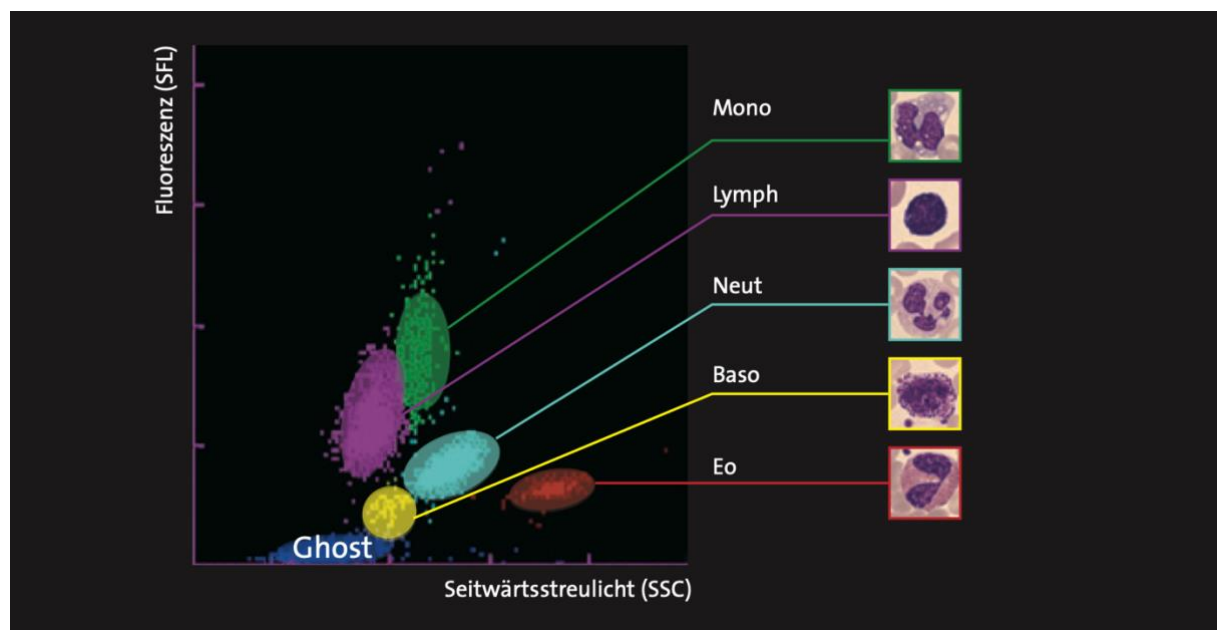 Fluoreszenz (SFL)
Mono
Lymph
Neut
Baso
Eo
Ghost
Seitwärtsstreulicht (SSC)